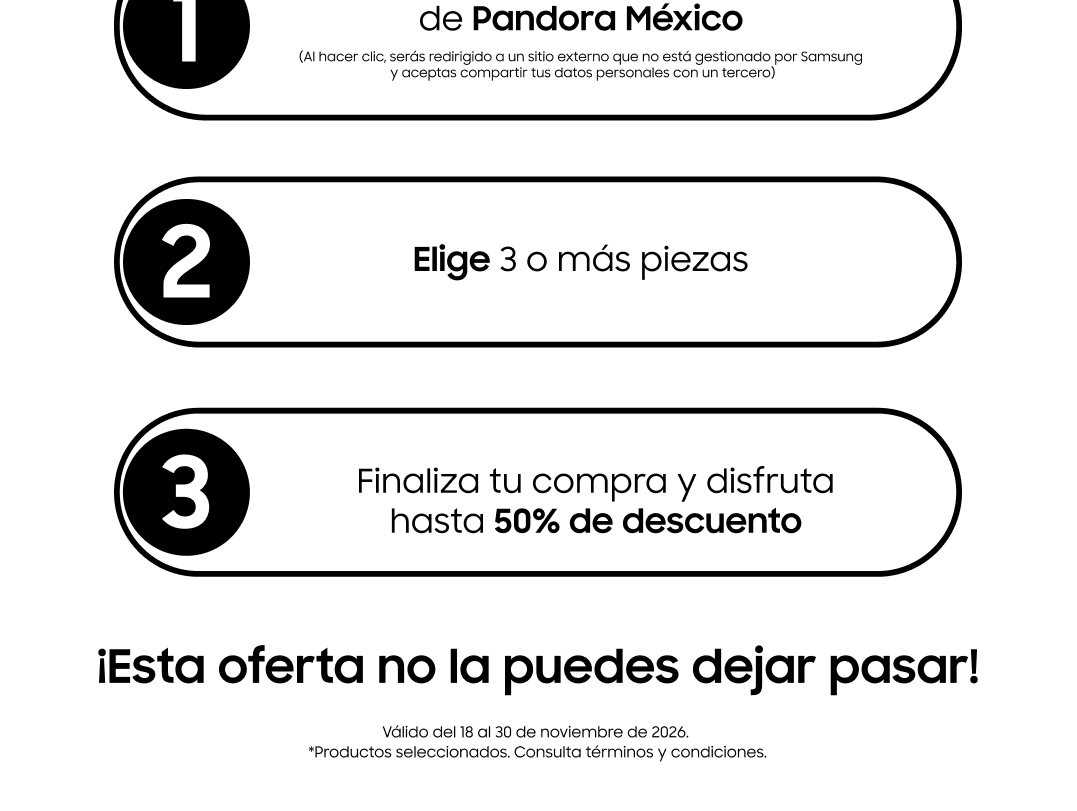 1
de Pandora México
(Al hacer clic, serás redirigido a un sitio externo que no está gestionado por Samsung
y aceptas compartir tus datos personales con un tercero)
2
Elige 3 o más piezas
3
Finaliza tu compra y disfruta
hasta 50% de descuento
¡Esta oferta no la puedes dejar pasar!
Válido del 18 al 30 de noviembre de 2026.
*Productos seleccionados. Consulta términos y condiciones.